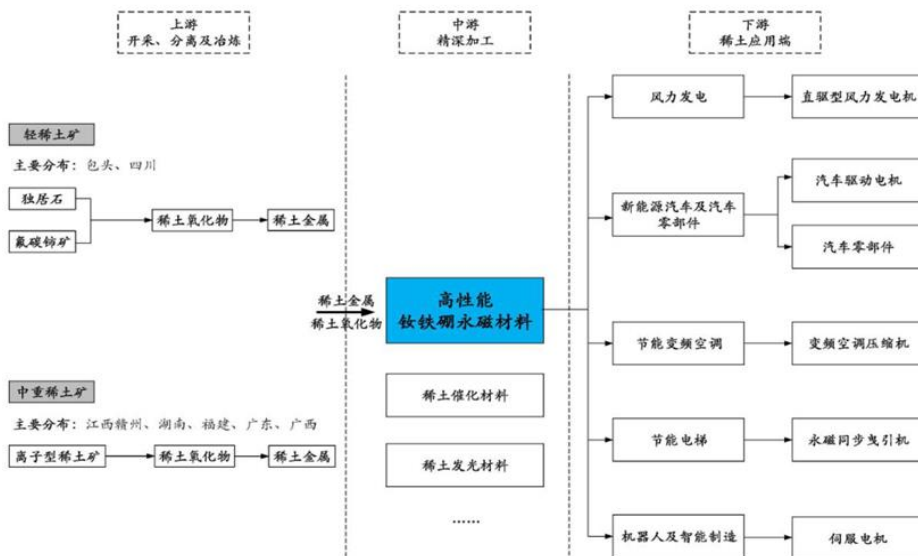 上游
开采、分离及冶炼
中游
精深加工
下游
稀土应用端
轻稀土矿
主要分布：包头、四川
独居石
氟碳铈矿
稀土氧化物
稀土金属
中重稀土矿
主要分布：江西赣州、湖南、福建、广东、广西
离子型稀土矿
稀土氧化物
稀土金属
稀土金属
稀土氧化物
高性能
钕铁硼永磁材料
稀土催化材料
稀土发光材料
......
风力发电
直驱型风力发电机
新能源汽车及汽车
零部件
汽车驱动电机
汽车零部件
节能变频空调
变频空调压缩机
节能电梯
永磁同步曳引机
机器人及智能制造
伺服电机